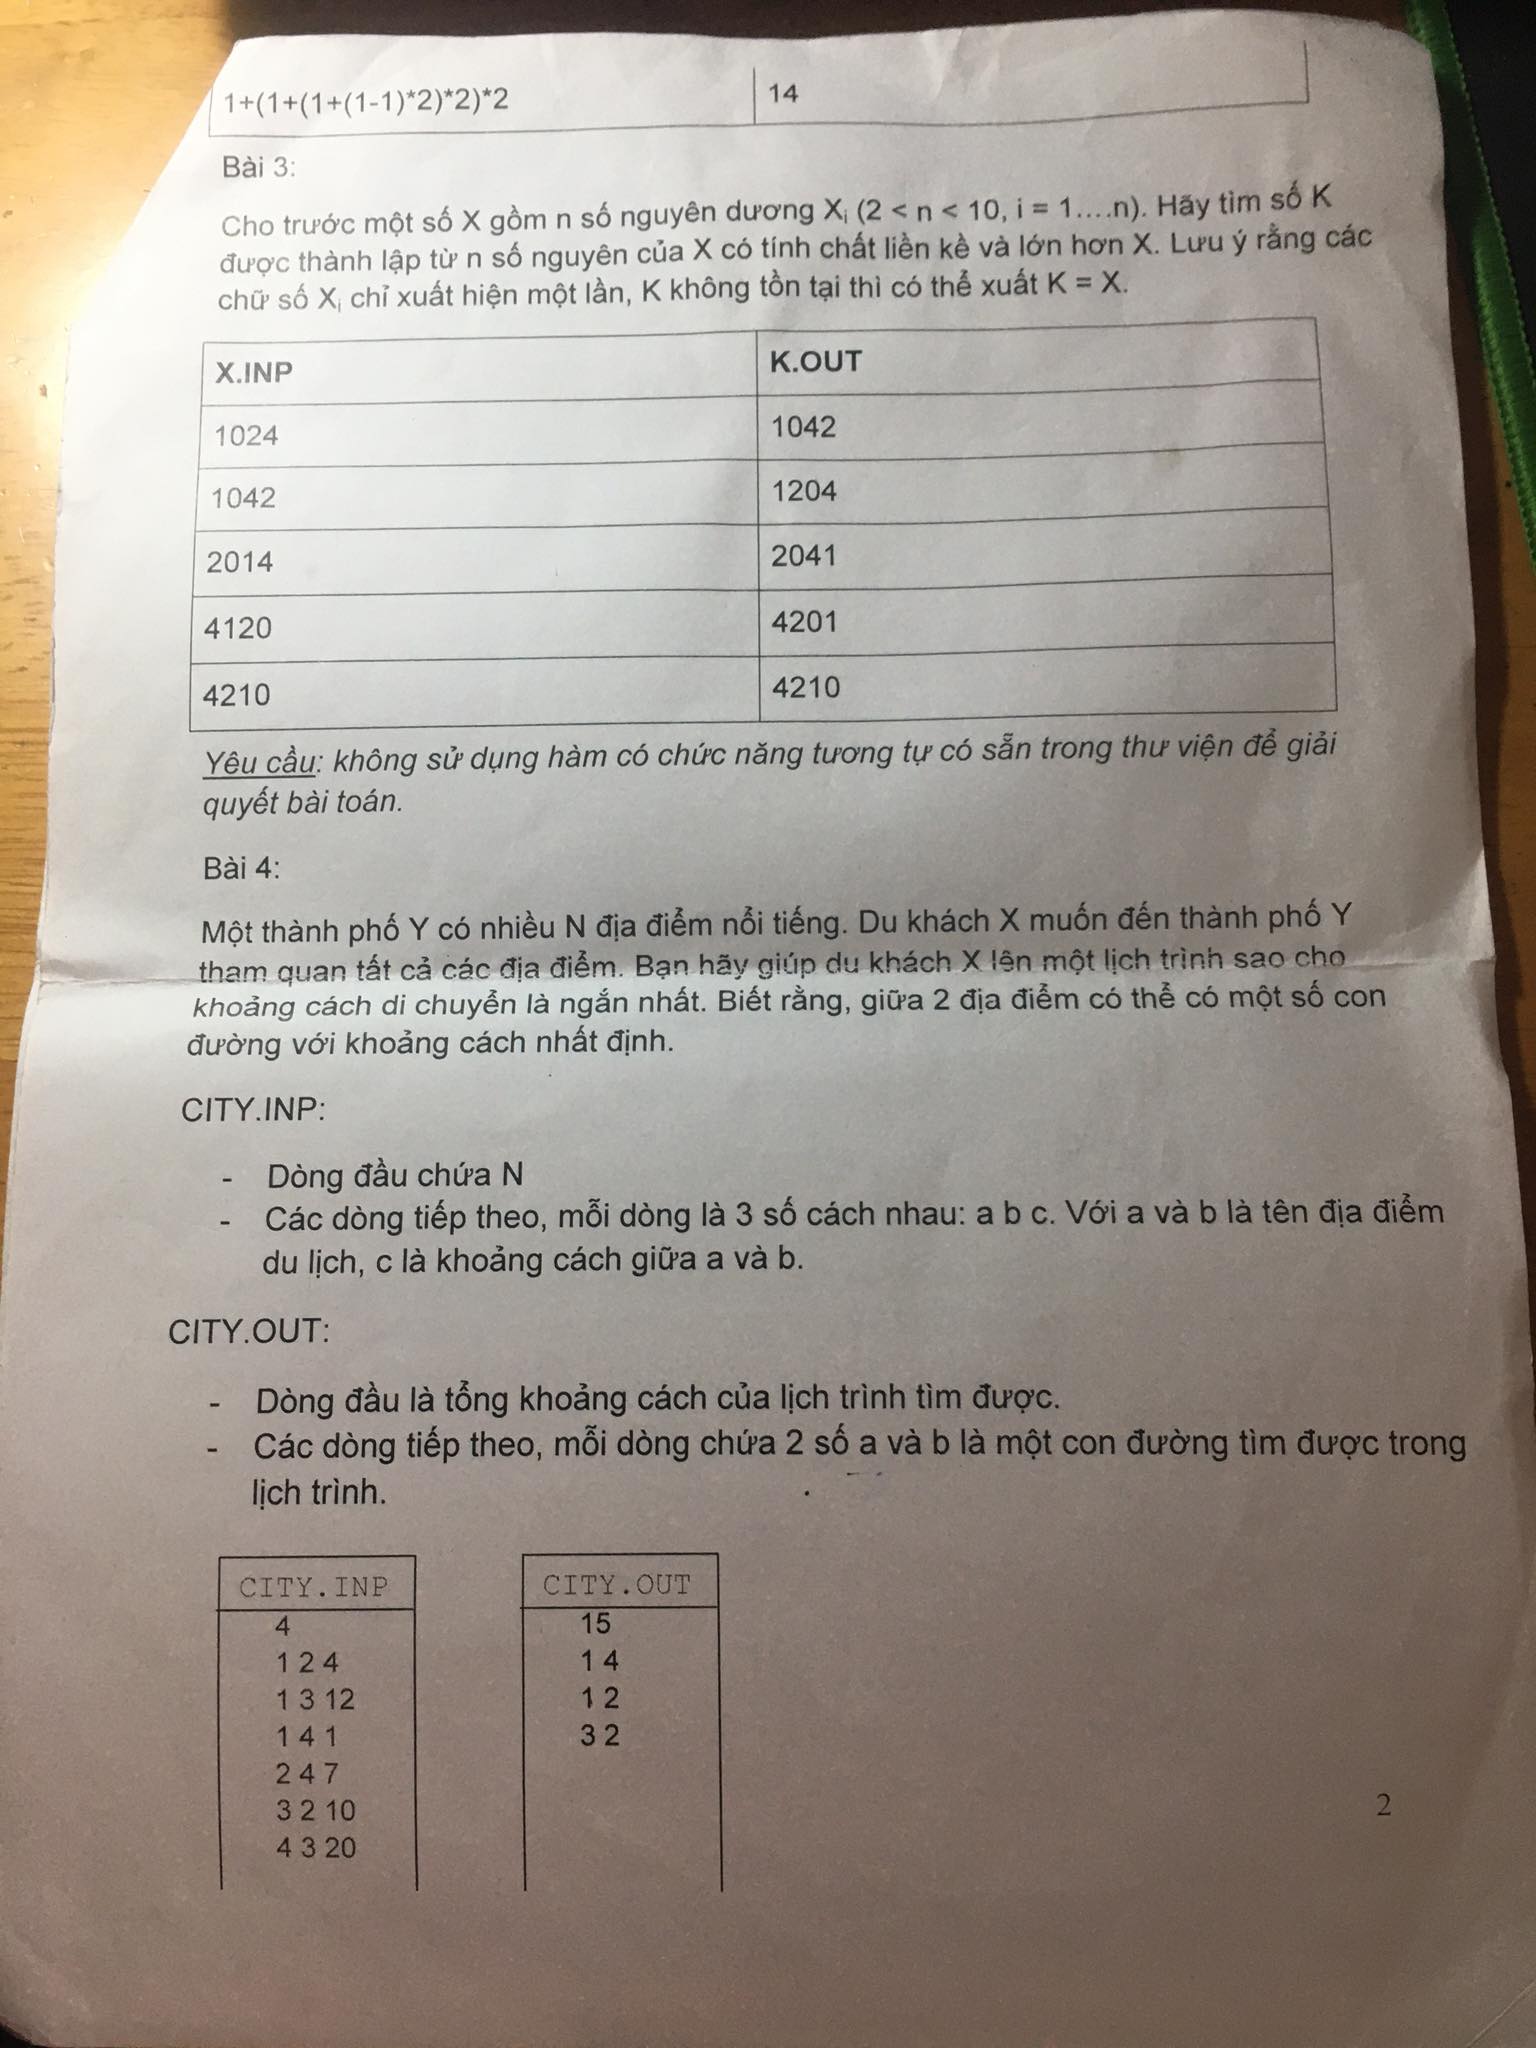 1+(1+(1+(1-1)*2)*2)*2 14
Bài 3:
Cho trước một số X gồm n số nguyên dương Xᵢ (2 < n < 10, i = 1....n). Hãy tìm số K
được thành lập từ n số nguyên của X có tính chất liền kề và lớn hơn X. Lưu ý rằng các
chữ số Xᵢ chỉ xuất hiện một lần, K không tồn tại thì có thể xuất K = X.
X.INP K.OUT
1024 1042
1042 1204
2014 2041
4120 4201
4210 4210
Yêu cầu: không sử dụng hàm có chức năng tương tự có sẵn trong thư viện để giải
quyết bài toán.
Bài 4:
Một thành phố Y có nhiều N địa điểm nổi tiếng. Du khách X muốn đến thành phố Y
tham quan tất cả các địa điểm. Bạn hãy giúp du khách X lên một lịch trình sao cho
khoảng cách di chuyển là ngắn nhất. Biết rằng, giữa 2 địa điểm có thể có một số con
đường với khoảng cách nhất định.
CITY.INP:
- Dòng đầu chứa N
- Các dòng tiếp theo, mỗi dòng là 3 số cách nhau: a b c. Với a và b là tên địa điểm
du lịch, c là khoảng cách giữa a và b.
CITY.OUT:
- Dòng đầu là tổng khoảng cách của lịch trình tìm được.
- Các dòng tiếp theo, mỗi dòng chứa 2 số a và b là một con đường tìm được trong
lịch trình.
CITY.INP CITY.OUT
4 15
1 2 4 1 4
1 3 12 1 2
1 4 1 3 2
2 4 7
3 2 10
4 3 20
2